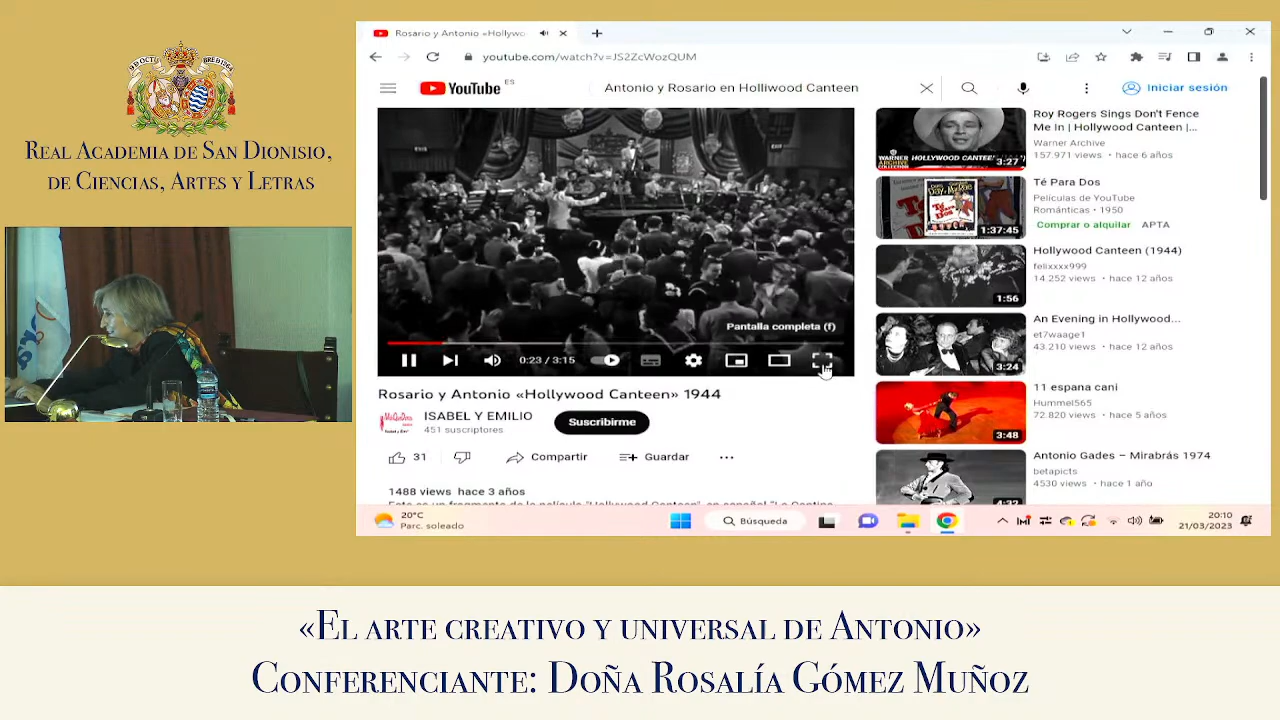 Real Academia de San Dionisio,
de Ciencias, Artes y Letras
Rosario y Antonio «Hollywo
youtube.com/watch?v=JS2ZcWozQUM
YouTube ES
Antonio y Rosario en Holliwood Canteen
Iniciar sesión
Pantalla completa (f)
0:23 / 3:15
Rosario y Antonio «Hollywood Canteen» 1944
ISABEL Y EMILIO
451 suscriptores
Suscribirme
31
Compartir
Guardar
1488 views hace 3 años
Roy Rogers Sings Don't Fence
Me In | Hollywood Canteen |...
Warner Archive
157.971 views • hace 6 años
HOLLYWOOD CANTEEN
3:27
Té Para Dos
Películas de YouTube
Románticas • 1950
Comprar o alquilar APTA
1:37:45
Hollywood Canteen (1944)
felixxxx999
14.252 views • hace 12 años
1:56
An Evening in Hollywood...
et7waage1
43.210 views • hace 12 años
3:24
11 espana cani
Hummel565
72.820 views • hace 5 años
3:48
Antonio Gades – Mirabrás 1974
betapicts
4530 views • hace 1 año
20°C
Parc. soleado
Búsqueda
20:10
21/03/2023
«El arte creativo y universal de Antonio»
Conferenciante: Doña Rosalía Gómez Muñoz